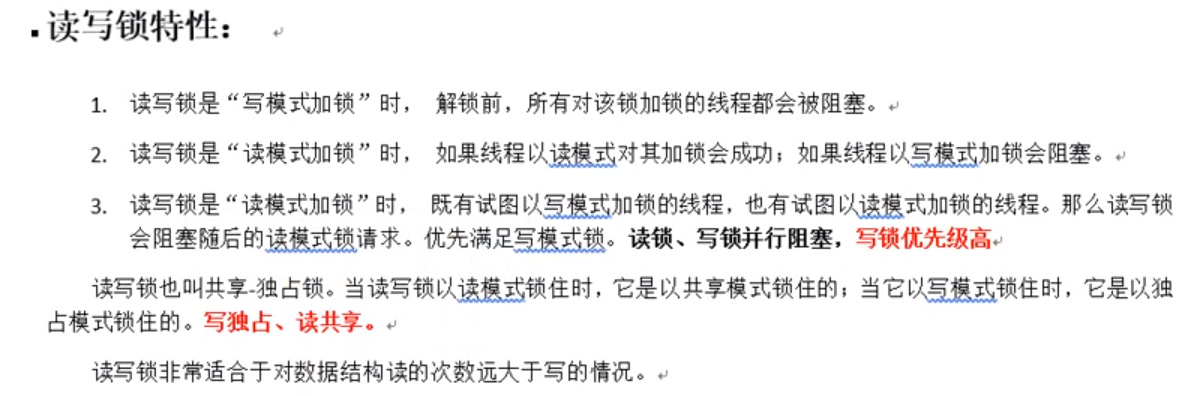 读写锁特性：
1. 读写锁是“写模式加锁”时， 解锁前，所有对该锁加锁的线程都会被阻塞。
2. 读写锁是“读模式加锁”时， 如果线程以读模式对其加锁会成功；如果线程以写模式加锁会阻塞。
3. 读写锁是“读模式加锁”时， 既有试图以写模式加锁的线程，也有试图以读模式加锁的线程。那么读写锁
会阻塞随后的读模式锁请求。优先满足写模式锁。读锁、写锁并行阻塞，写锁优先级高
读写锁也叫共享-独占锁。当读写锁以读模式锁住时，它是以共享模式锁住的；当它以写模式锁住时，它是以独
占模式锁住的。写独占、读共享。
读写锁非常适合于对数据结构读的次数远大于写的情况。